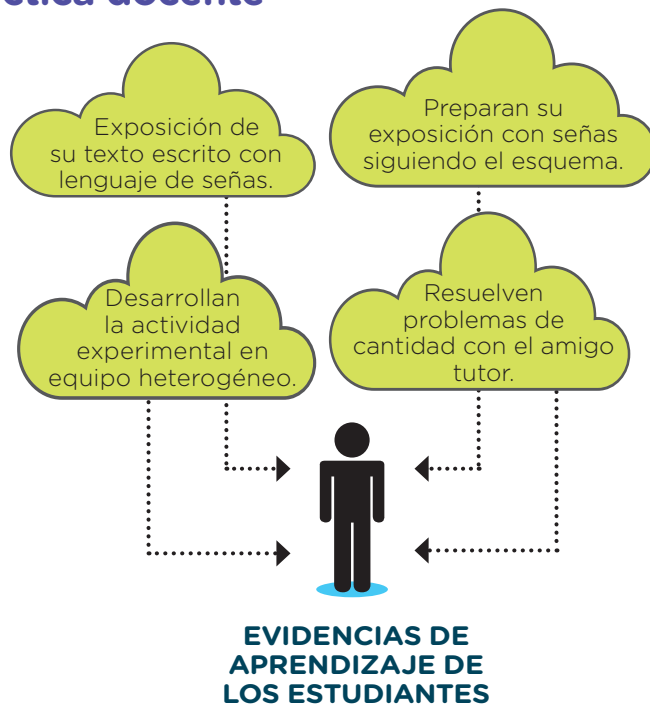 docente
Exposición de
su texto escrito con
lenguaje de señas.
Preparan su
exposición con señas
siguiendo el esquema.
Desarrollan
la actividad
experimental en
equipo heterogéneo.
Resuelven
problemas de
cantidad con el amigo
tutor.
EVIDENCIAS DE
APRENDIZAJE DE
LOS ESTUDIANTES